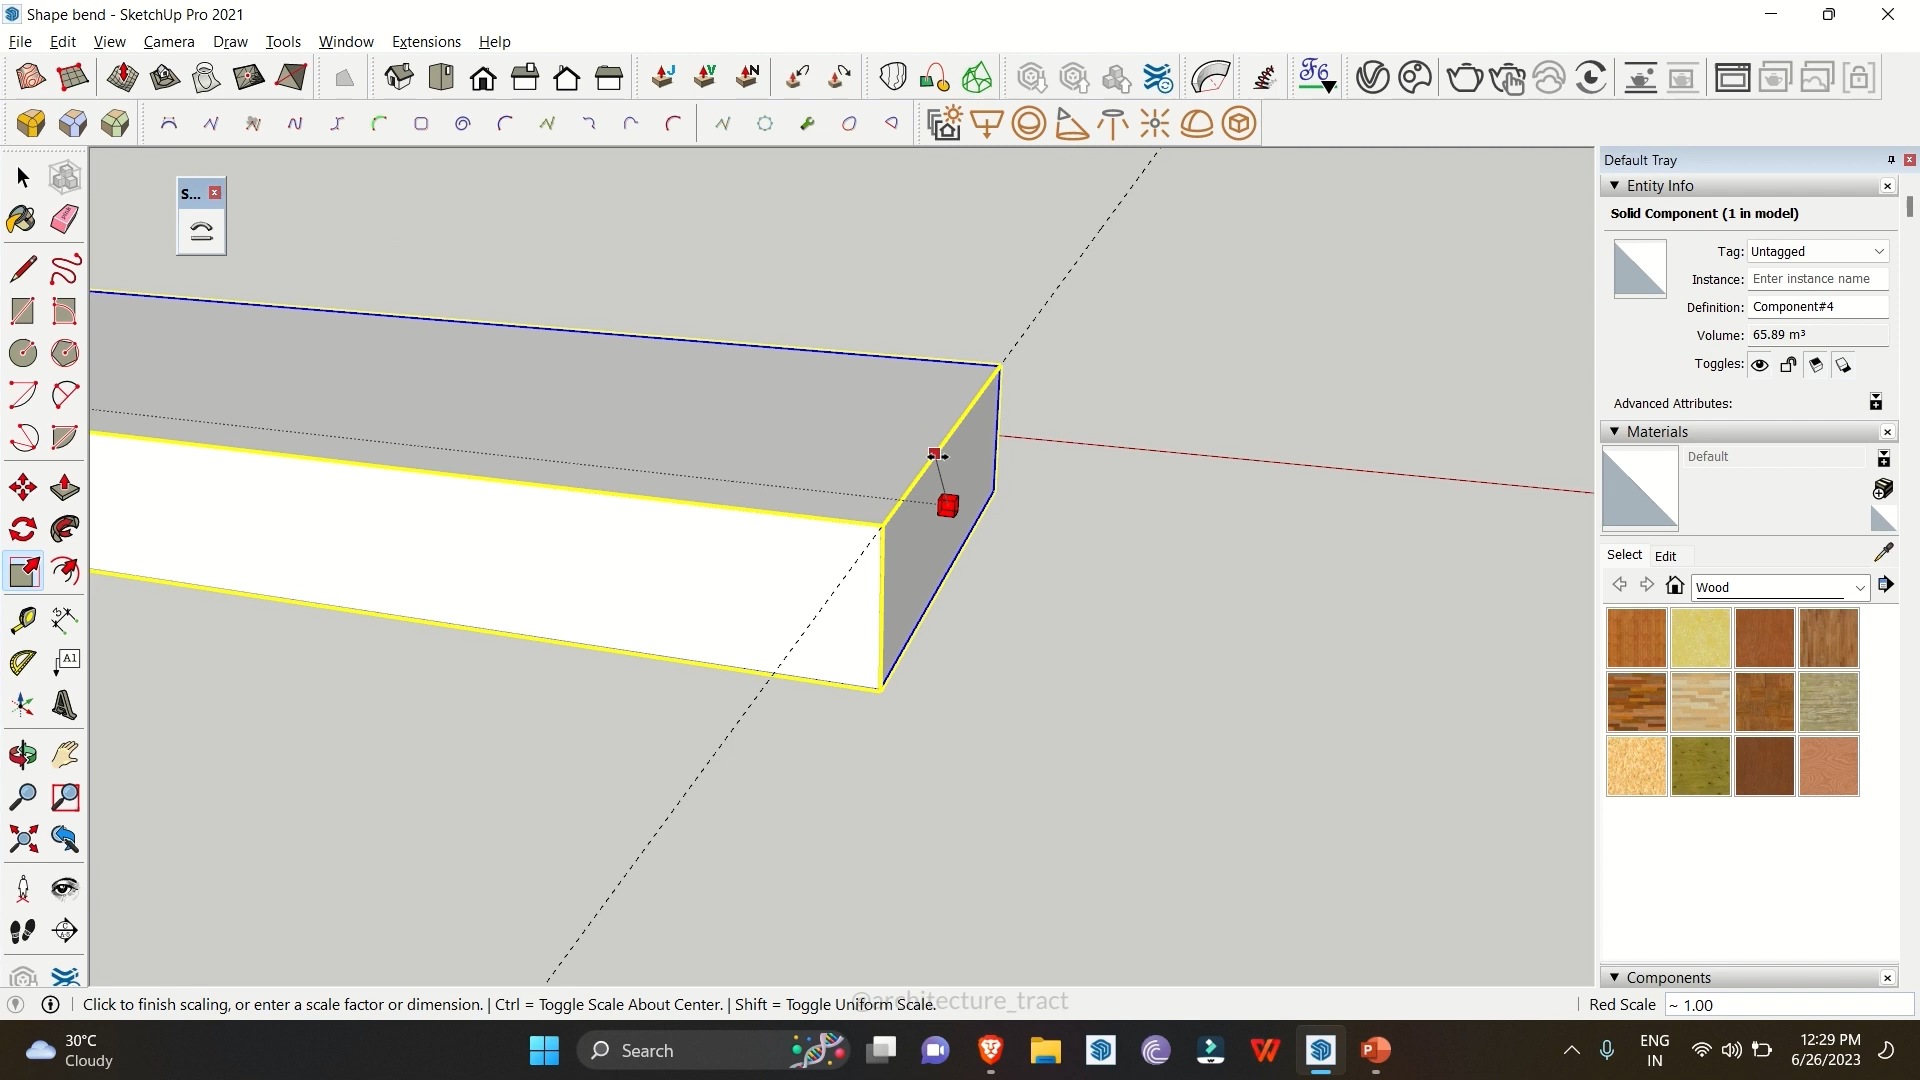 Shape bend - SketchUp Pro 2021
File Edit View Camera Draw Tools Window Extensions Help
J V N F6
S...
A1
Default Tray
Entity Info
Solid Component (1 in model)
Tag: Untagged
Instance: Enter instance name
Definition: Component#4
Volume: 65.89 m³
Toggles:
Advanced Attributes:
Materials
Default
Select Edit
Wood
Components
Click to finish scaling, or enter a scale factor or dimension. | Ctrl = Toggle Scale About Center. | Shift = Toggle Uniform Scale.
@architecture_tract
Red Scale ~ 1.00
30°C
Cloudy
Search
ENG
IN
12:29 PM
6/26/2023